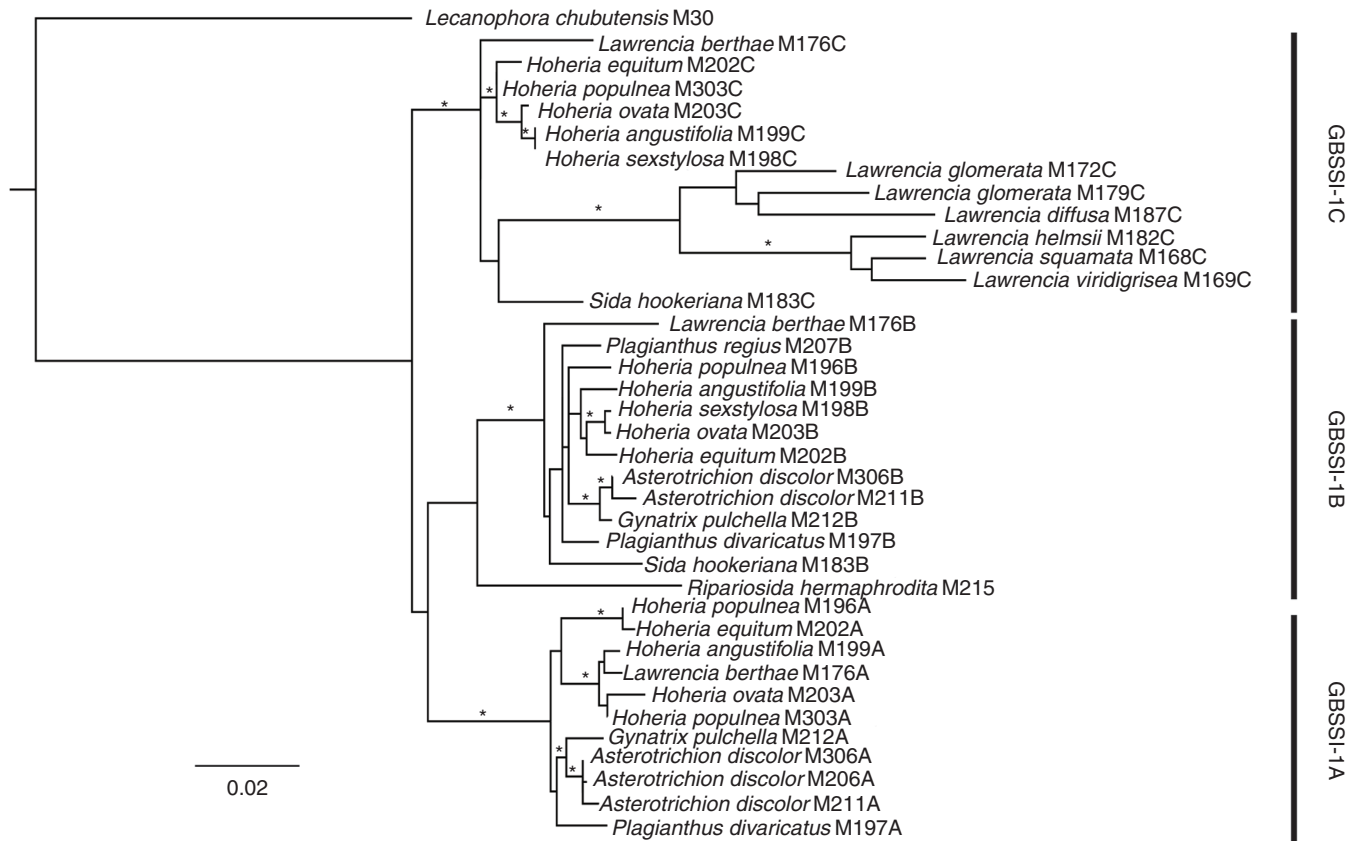 Lecanophora chubutensis M30
Lawrencia berthae M176C
Hoheria equitum M202C
*
Hoheria populnea M303C
*
Hoheria ovata M203C
*
Hoheria angustifolia M199C
*
Hoheria sexstylosa M198C
Lawrencia glomerata M172C
Lawrencia glomerata M179C
*
Lawrencia diffusa M187C
Lawrencia helmsii M182C
*
Lawrencia squamata M168C
Lawrencia viridigrisea M169C
Sida hookeriana M183C
GBSSI-1C
Lawrencia berthae M176B
Plagianthus regius M207B
Hoheria populnea M196B
Hoheria angustifolia M199B
*
Hoheria sexstylosa M198B
*
Hoheria ovata M203B
Hoheria equitum M202B
Asterotrichion discolor M306B
*
Asterotrichion discolor M211B
*
Gynatrix pulchella M212B
Plagianthus divaricatus M197B
Sida hookeriana M183B
Ripariosida hermaphrodita M215
GBSSI-1B
Hoheria populnea M196A
*
Hoheria equitum M202A
Hoheria angustifolia M199A
Lawrencia berthae M176A
*
Hoheria ovata M203A
Hoheria populnea M303A
*
Gynatrix pulchella M212A
*
Asterotrichion discolor M306A
*
Asterotrichion discolor M206A
Asterotrichion discolor M211A
Plagianthus divaricatus M197A
GBSSI-1A
0.02